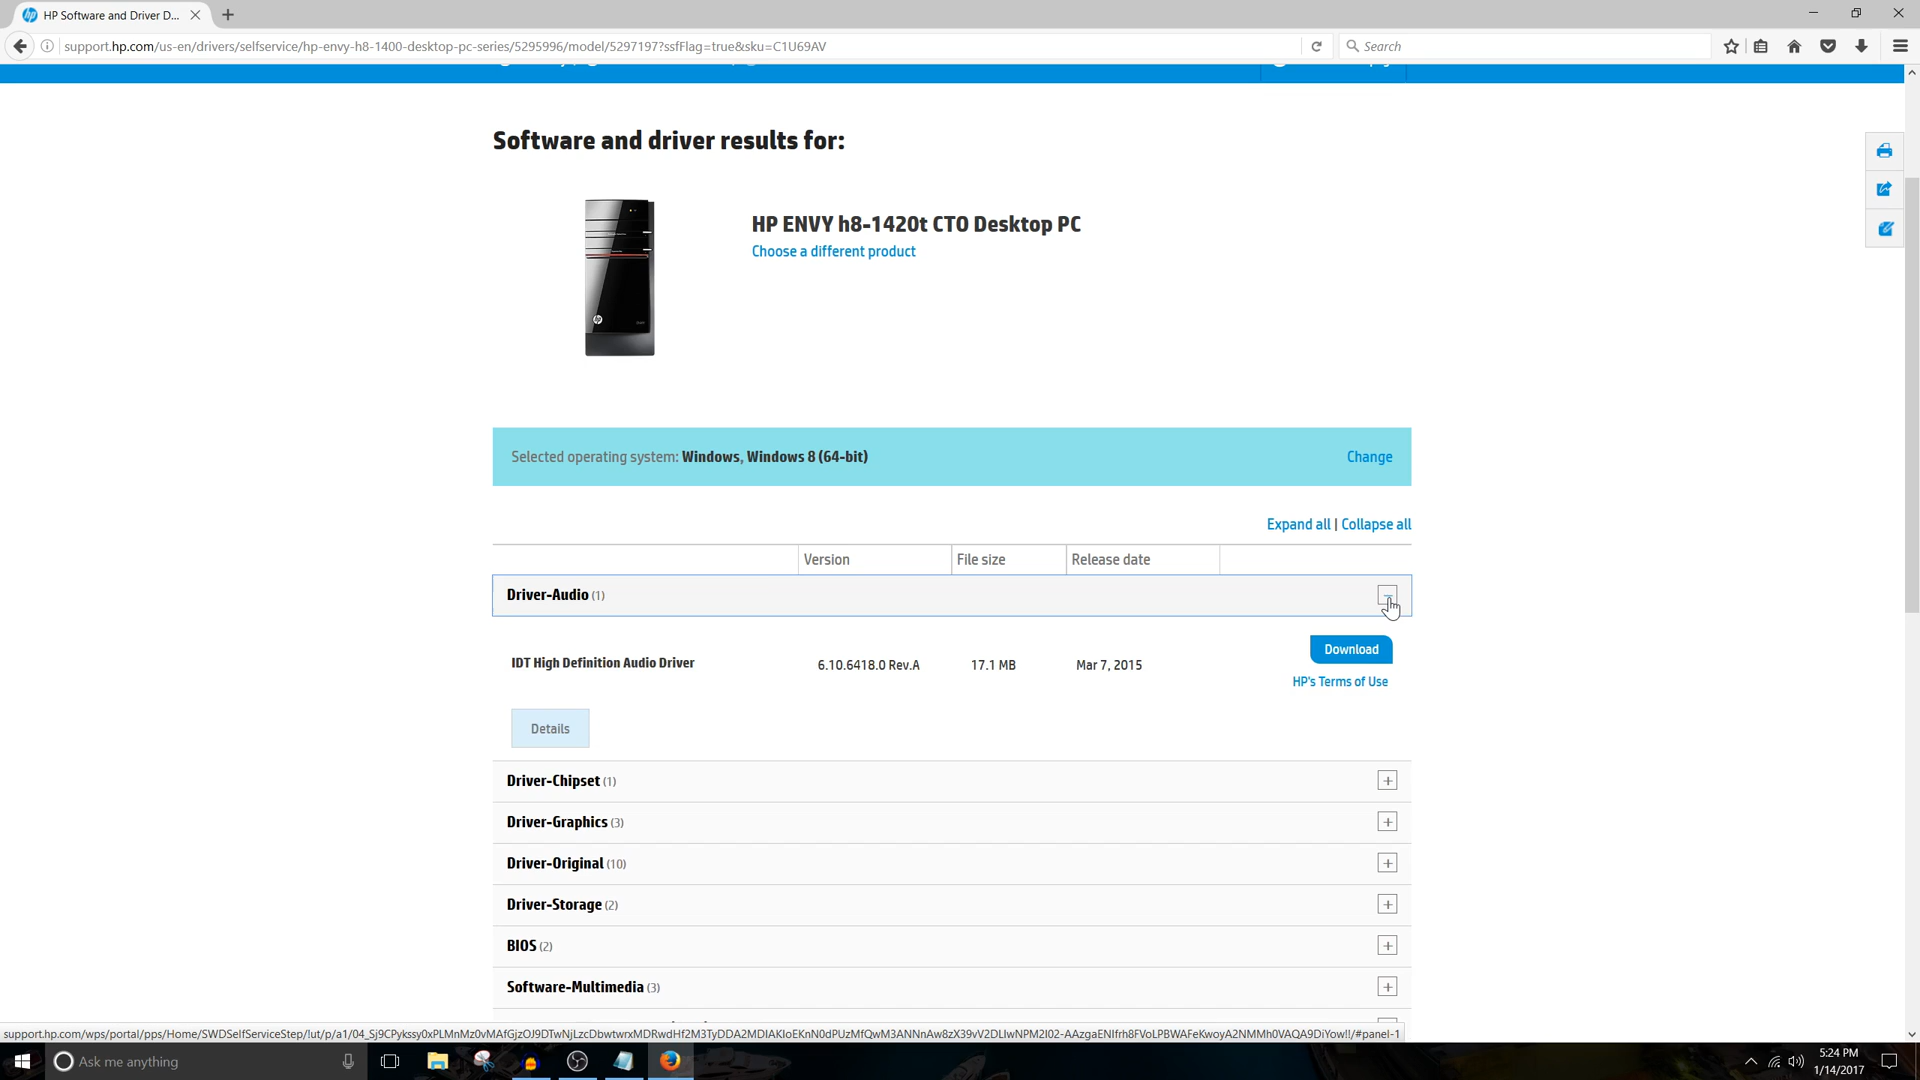 HP Software and Driver D...
support.hp.com/us-en/drivers/selfservice/hp-envy-h8-1400-desktop-pc-series/5295996/model/5297197?ssfFlag=true&sku=C1U69AV
Search
Software and driver results for:
HP ENVY h8-1420t CTO Desktop PC
Choose a different product
Selected operating system: Windows, Windows 8 (64-bit)
Change
Expand all | Collapse all
Version
File size
Release date
Driver-Audio (1)
IDT High Definition Audio Driver
6.10.6418.0 Rev.A
17.1 MB
Mar 7, 2015
Download
HP's Terms of Use
Details
Driver-Chipset (1)
Driver-Graphics (3)
Driver-Original (10)
Driver-Storage (2)
BIOS (2)
Software-Multimedia (3)
Ask me anything
5:24 PM
1/14/2017